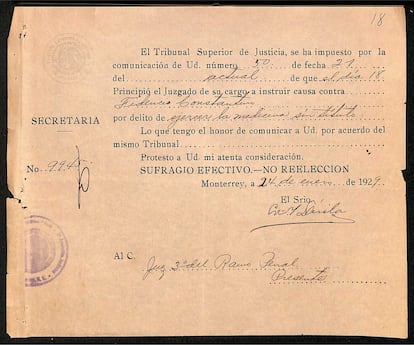 18
El Tribunal Superior de Justicia, se ha impuesto por la
comunicación de Ud. número 50 de fecha 21
del actual de que el día 18.
Principió el Juzgado de su cargo a instruir causa contra
Federico Constantin
por delito de ejercer la medicina sin título
Lo que tengo el honor de comunicar a Ud. por acuerdo del
mismo Tribunal
Protesto a Ud. mi atenta consideración.
SUFRAGIO EFECTIVO.—NO REELECCION
Monterrey, a 24 de enero de 1929.
El Srio.
SECRETARIA
No. 9945
Al C.
Juz 3º del Ramo Penal
Presente